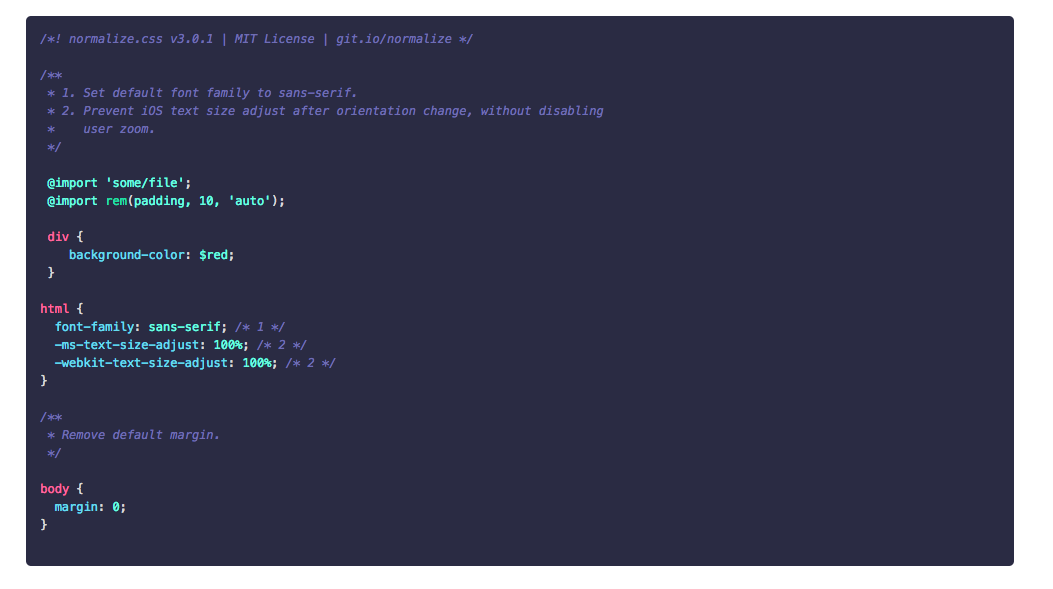 /*! normalize.css v3.0.1 | MIT License | git.io/normalize */
/**
 * 1. Set default font family to sans-serif.
 * 2. Prevent iOS text size adjust after orientation change, without disabling
 *    user zoom.
 */
 @import 'some/file';
 @import rem(padding, 10, 'auto');
 div {
    background-color: $red;
 }
html {
  font-family: sans-serif; /* 1 */
  -ms-text-size-adjust: 100%; /* 2 */
  -webkit-text-size-adjust: 100%; /* 2 */
}
/**
 * Remove default margin.
 */
body {
  margin: 0;
}